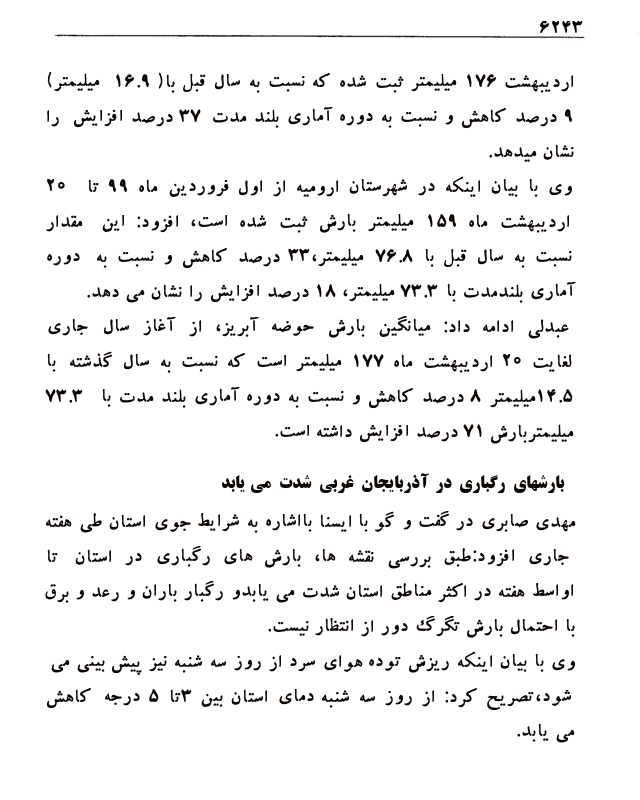 ۶۲۴۳
اردیبهشت ۱۷۶ میلیمتر ثبت شده که نسبت به سال قبل با( ۱۶.۹ میلیمتر)
۹ درصد کاهش و نسبت به دوره آماری بلند مدت ۳۷ درصد افزایش را
نشان میدهد.
وی با بیان اینکه در شهرستان ارومیه از اول فروردین ماه ۹۹ تا ۲۰
اردیبهشت ماه ۱۵۹ میلیمتر بارش ثبت شده است، افزود: این مقدار
نسبت به سال قبل با ۷۶.۸ میلیمتر،۳۳ درصد کاهش و نسبت به دوره
آماری بلندمدت با ۷۳.۳ میلیمتر، ۱۸ درصد افزایش را نشان می دهد.
عبدلی ادامه داد: میانگین بارش حوضه آبریز، از آغاز سال جاری
لغایت ۲۰ اردیبهشت ماه ۱۷۷ میلیمتر است که نسبت به سال گذشته با
۱۴.۵میلیمتر ۸ درصد کاهش و نسبت به دوره آماری بلند مدت با ۷۳.۳
میلیمتربارش ۷۱ درصد افزایش داشته است.
بارشهای رگباری در آذربایجان غربی شدت می یابد
مهدی صابری در گفت و گو با ایسنا بااشاره به شرایط جوی استان طی هفته
جاری افزود:طبق بررسی نقشه ها، بارش های رگباری در استان تا
اواسط هفته در اکثر مناطق استان شدت می یابدو رگبار باران و رعد و برق
با احتمال بارش تگرگ دور از انتظار نیست.
وی با بیان اینکه ریزش توده هوای سرد از روز سه شنبه نیز پیش بینی می
شود،تصریح کرد: از روز سه شنبه دمای استان بین ۳تا ۵ درجه کاهش
می یابد.